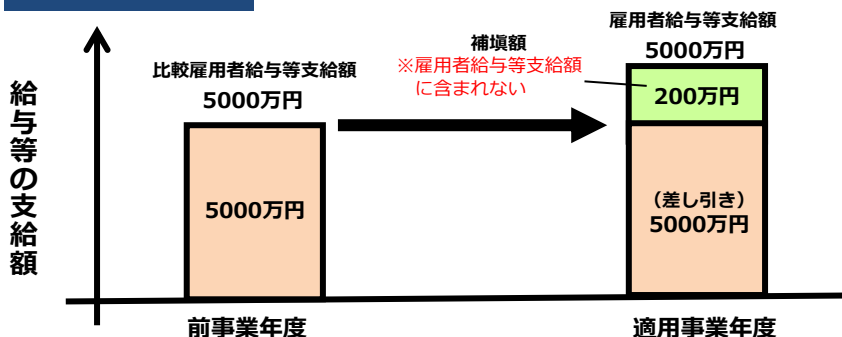 給与等の支給額
比較雇用者給与等支給額
5000万円
5000万円
前事業年度
補塡額
※雇用者給与等支給額
に含まれない
雇用者給与等支給額
5000万円
200万円
（差し引き）
5000万円
適用事業年度